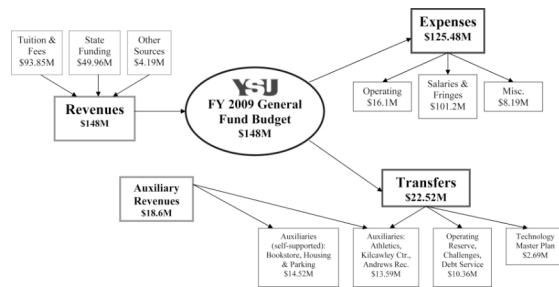 Tuition &
Fees
$93.85M
State
Funding
$49.96M
Other
Sources
$4.19M
Revenues
$148M
YSU
FY 2009 General
Fund Budget
$148M
Expenses
$125.48M
Operating
$16.1M
Salaries &
Fringes
$101.2M
Misc.
$8.19M
Auxiliary
Revenues
$18.6M
Transfers
$22.52M
Auxiliaries
(self-supported):
Bookstore, Housing
& Parking
$14.52M
Auxiliaries:
Athletics,
Kilcawley Ctr.,
Andrews Rec.
$13.59M
Operating
Reserve,
Challenges,
Debt Service
$10.36M
Technology
Master Plan
$2.69M